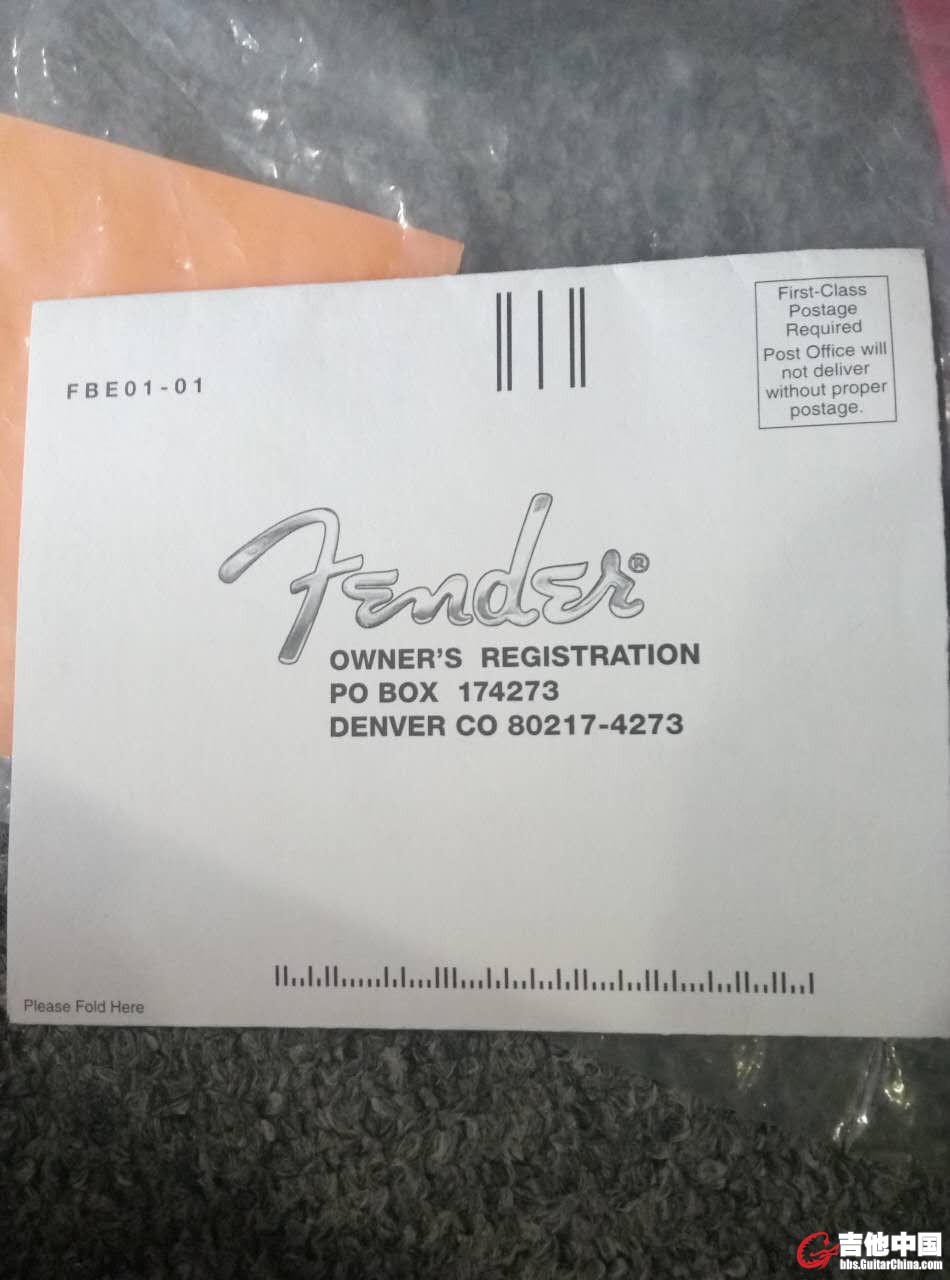 First-Class
Postage
Required
Post Office will
not deliver
without proper
postage.
FBE01-01
Fender®
OWNER'S REGISTRATION
PO BOX 174273
DENVER CO 80217-4273
Please Fold Here
吉他中国
bbs.GuitarChina.com